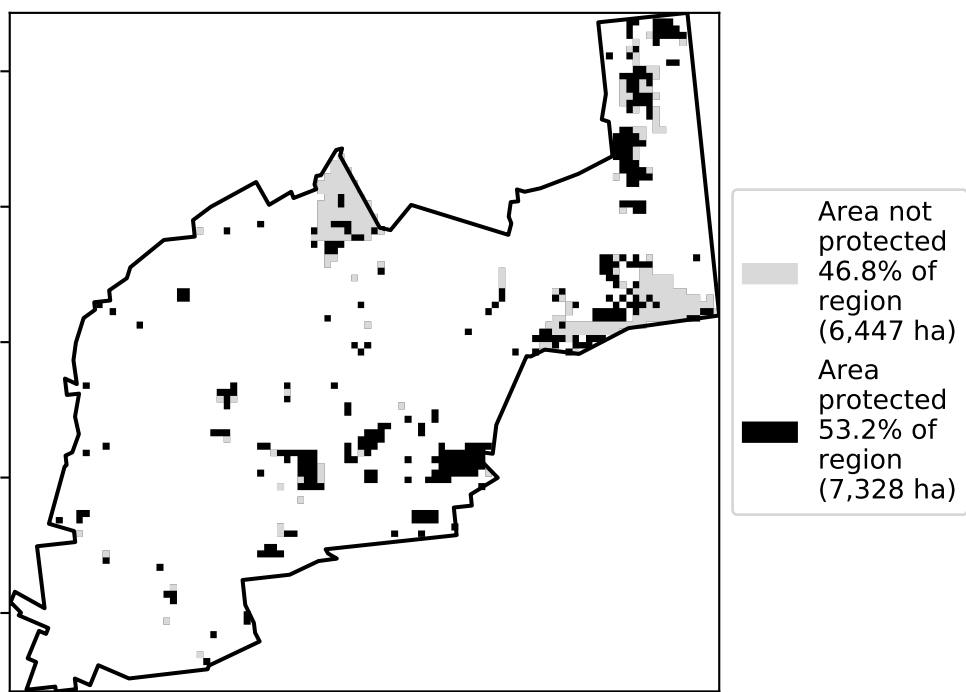 Area not
protected
46.8% of
region
(6,447 ha)
Area
protected
53.2% of
region
(7,328 ha)